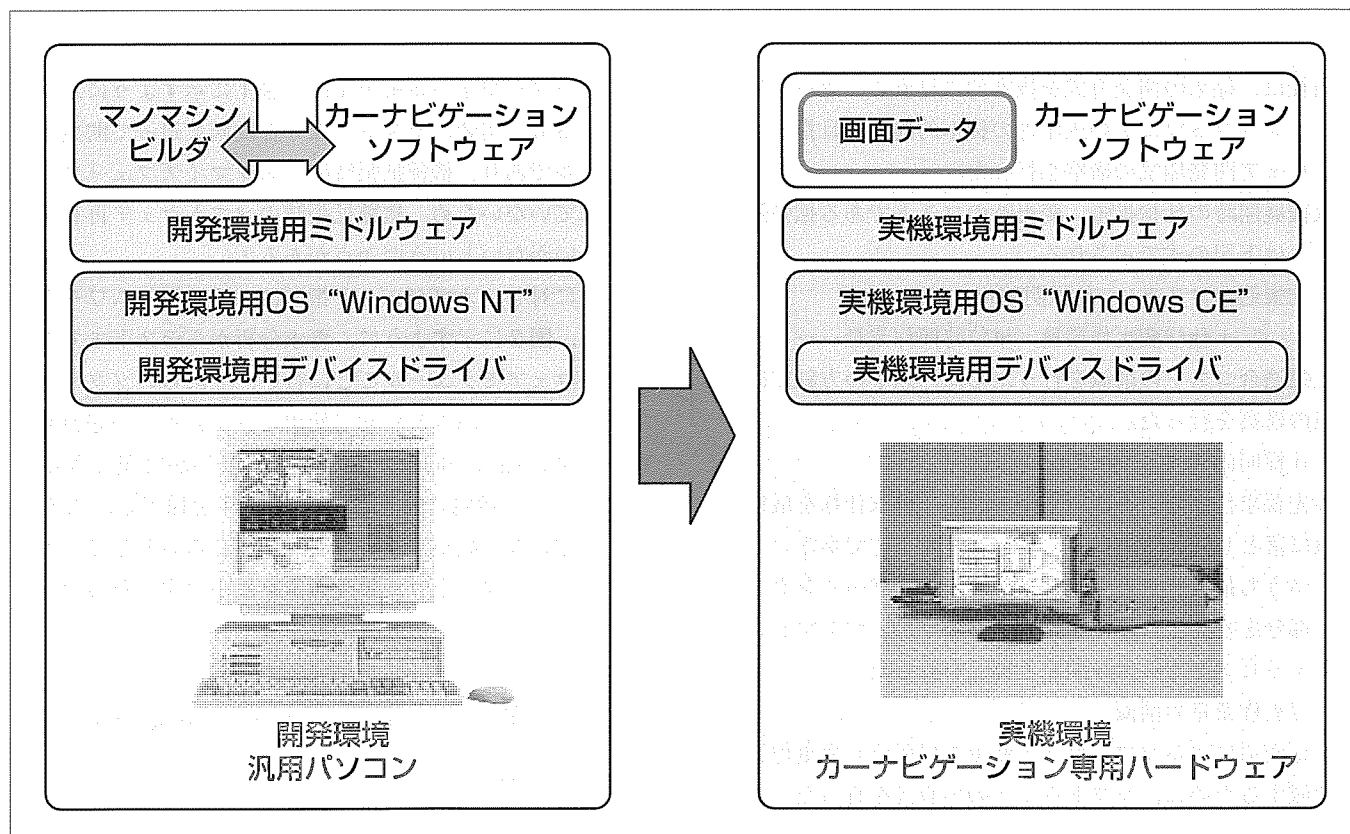 マンマシン
ビルダ
カーナビゲーション
ソフトウェア
開発環境用ミドルウェア
開発環境用OS“Windows NT”
開発環境用デバイスドライバ
開発環境
汎用パソコン
画面データ
カーナビゲーション
ソフトウェア
実機環境用ミドルウェア
実機環境用OS“Windows CE”
実機環境用デバイスドライバ
実機環境
カーナビゲーション専用ハードウェア